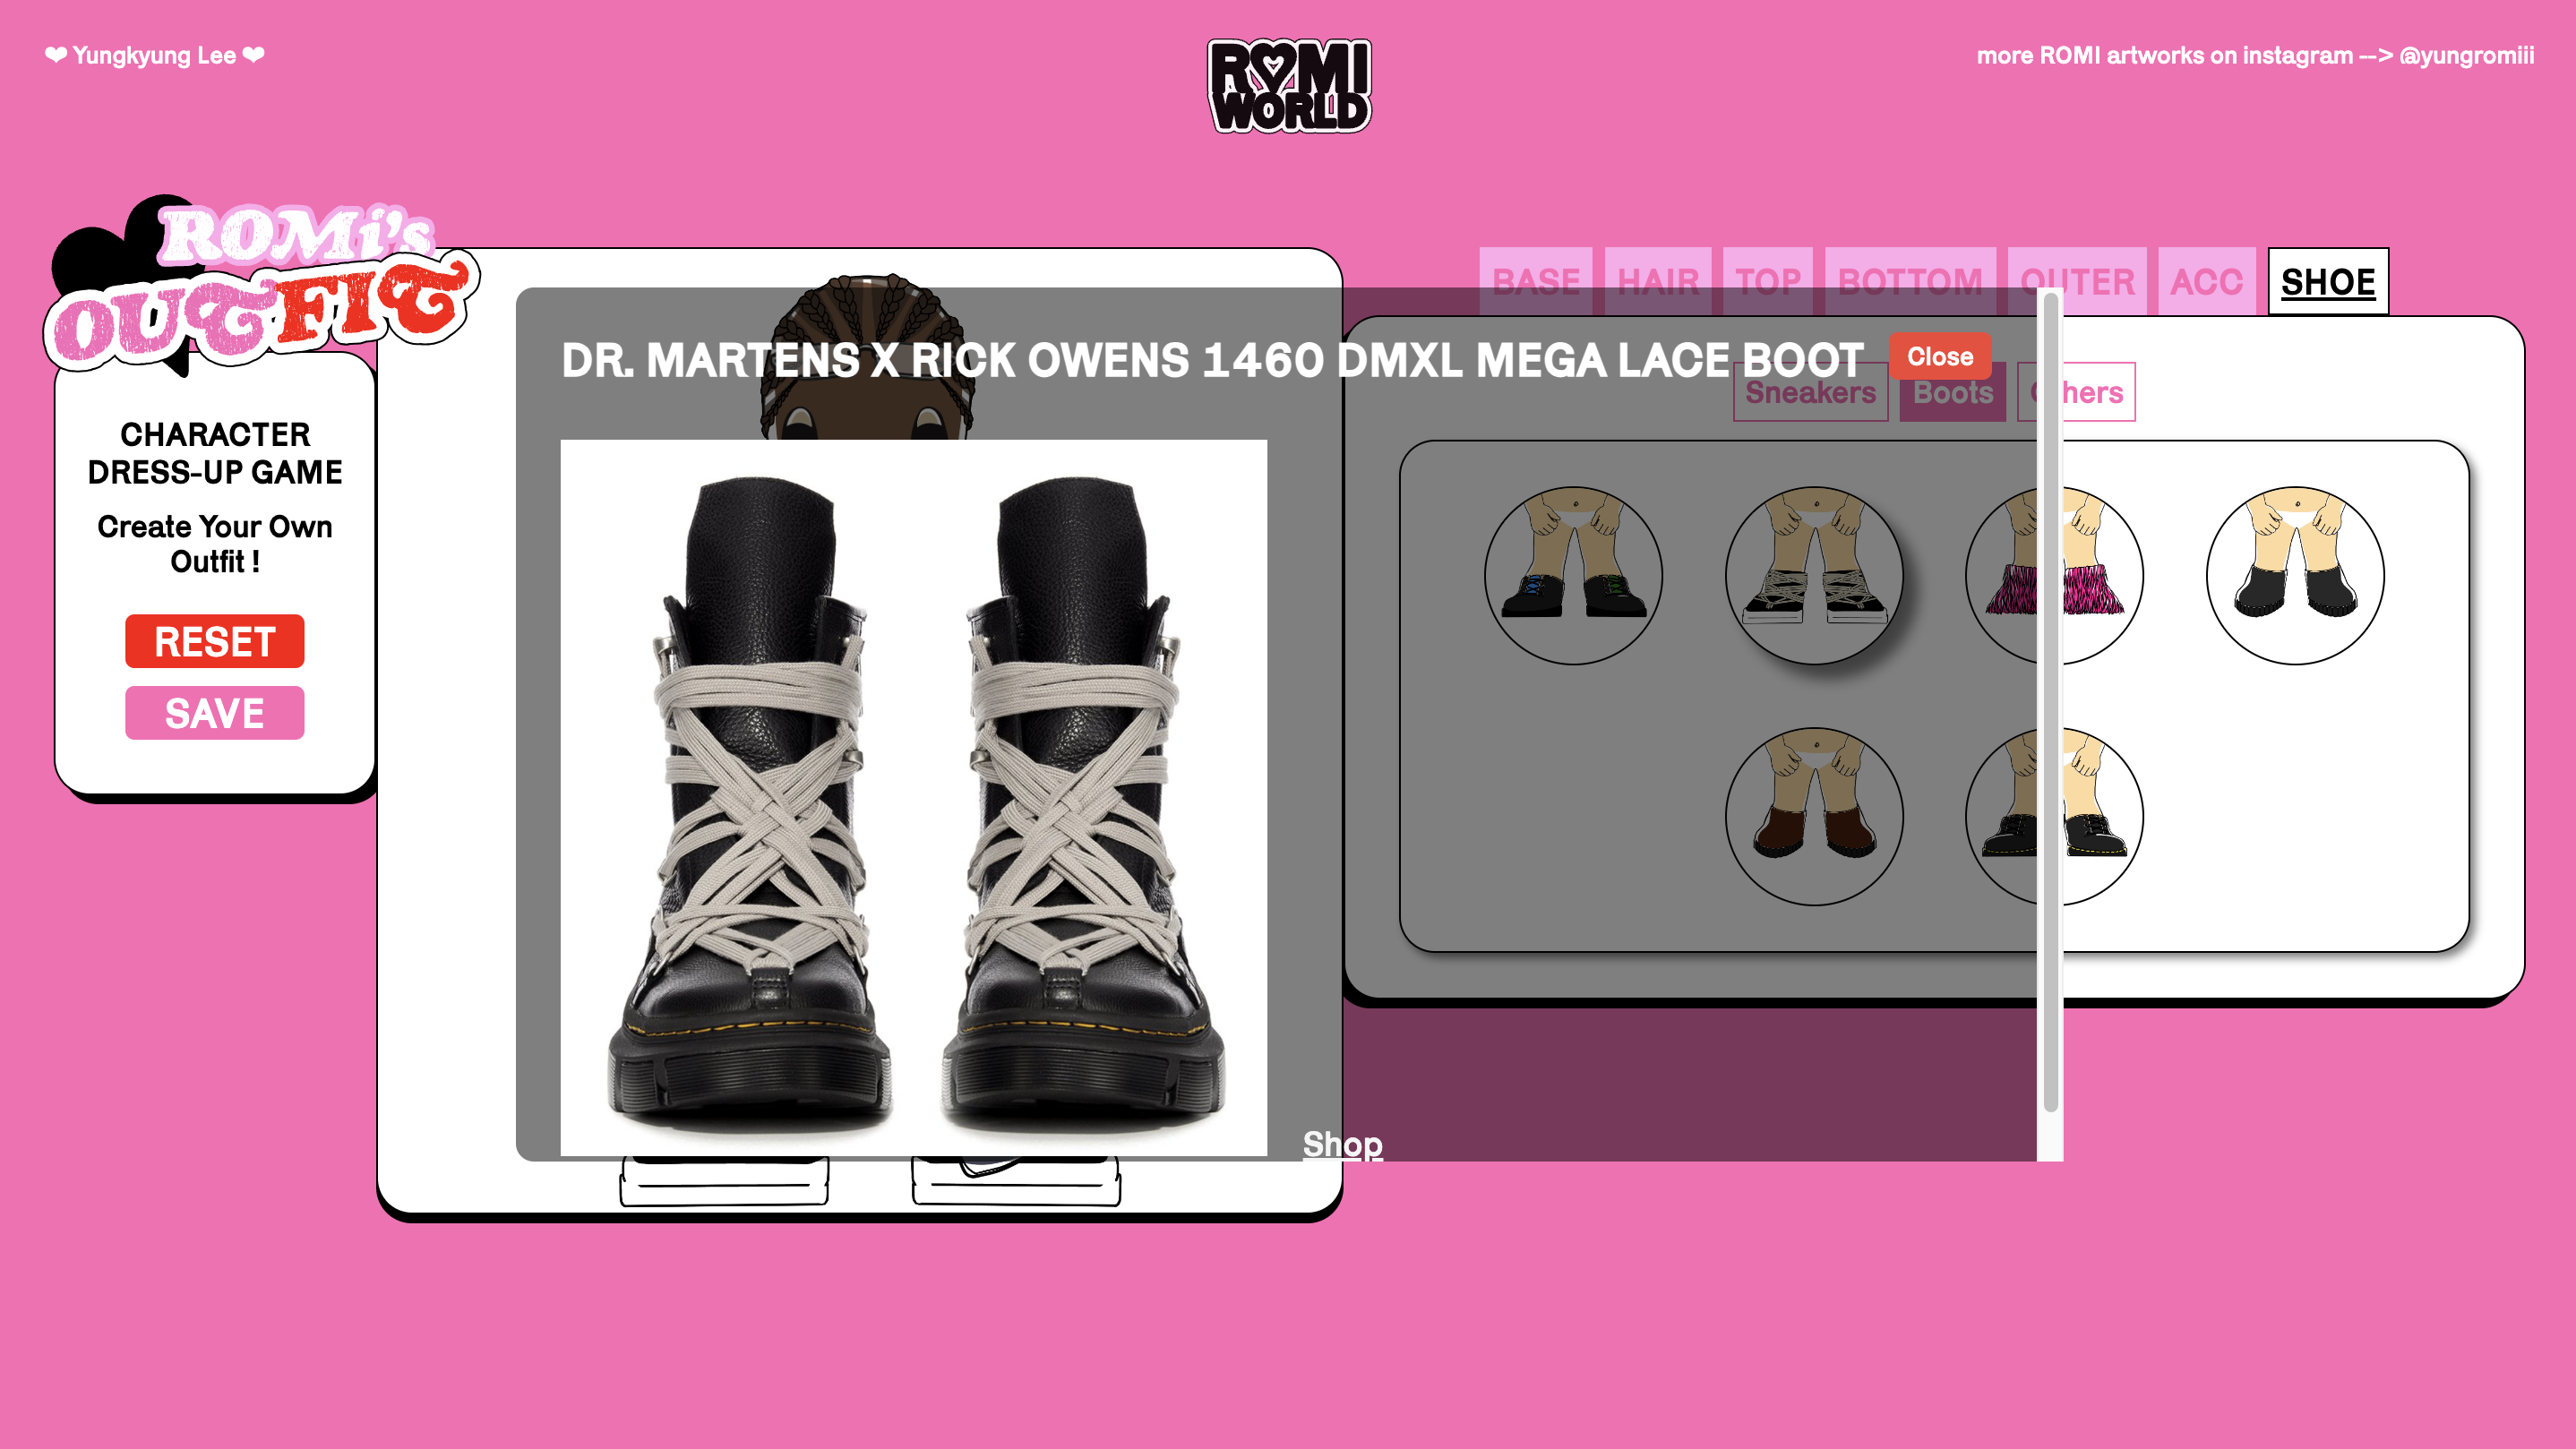 ❤ Yungkyung Lee ❤
ROMI
WORLD
more ROMI artworks on instagram --> @yungromiii
ROMi's
OUTFIT
CHARACTER
DRESS-UP GAME
Create Your Own
Outfit !
RESET
SAVE
BASE HAIR TOP BOTTOM OUTER ACC SHOE
DR. MARTENS X RICK OWENS 1460 DMXL MEGA LACE BOOT
Close
Sneakers Boots Others
Shop